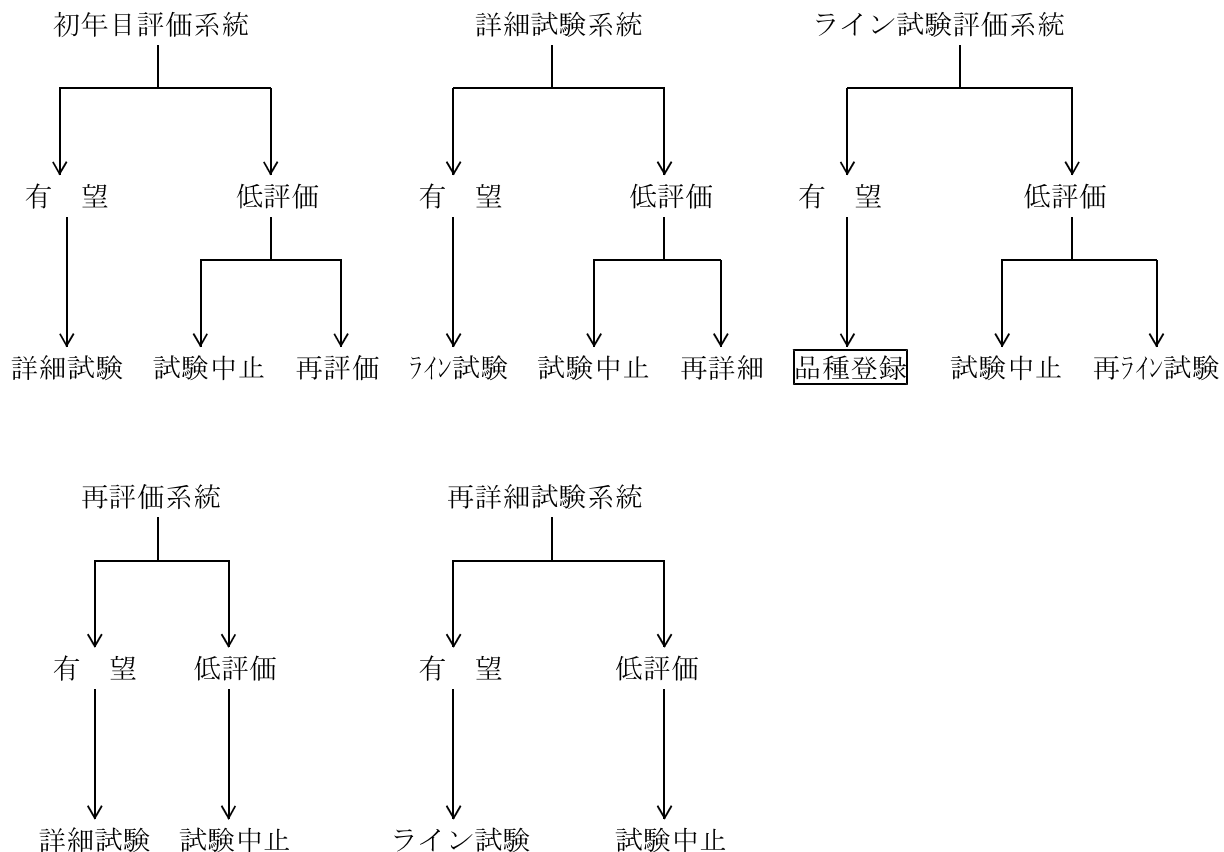 初年目評価系統 詳細試験系統 ライン試験評価系統
有　望 低評価 有　望 低評価 有　望 低評価
詳細試験 試験中止 再評価 ﾗｲﾝ試験 試験中止 再詳細 品種登録 試験中止 再ﾗｲﾝ試験
再評価系統 再詳細試験系統
有　望 低評価 有　望 低評価
詳細試験 試験中止 ライン試験 試験中止